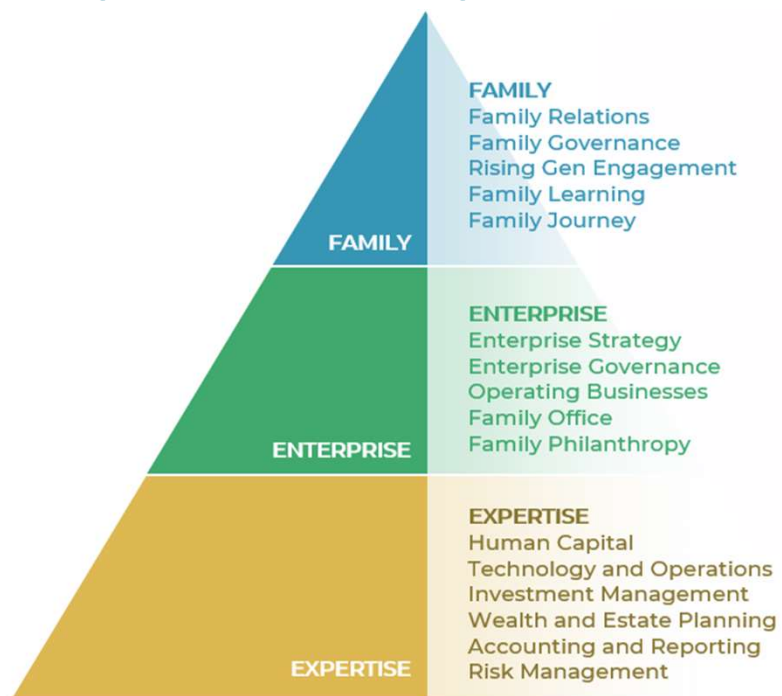 FAMILY
Family Relations
Family Governance
Rising Gen Engagement
Family Learning
Family Journey
FAMILY
ENTERPRISE
Enterprise Strategy
Enterprise Governance
Operating Businesses
Family Office
Family Philanthropy
ENTERPRISE
EXPERTISE
Human Capital
Technology and Operations
Investment Management
Wealth and Estate Planning
Accounting and Reporting
Risk Management
EXPERTISE